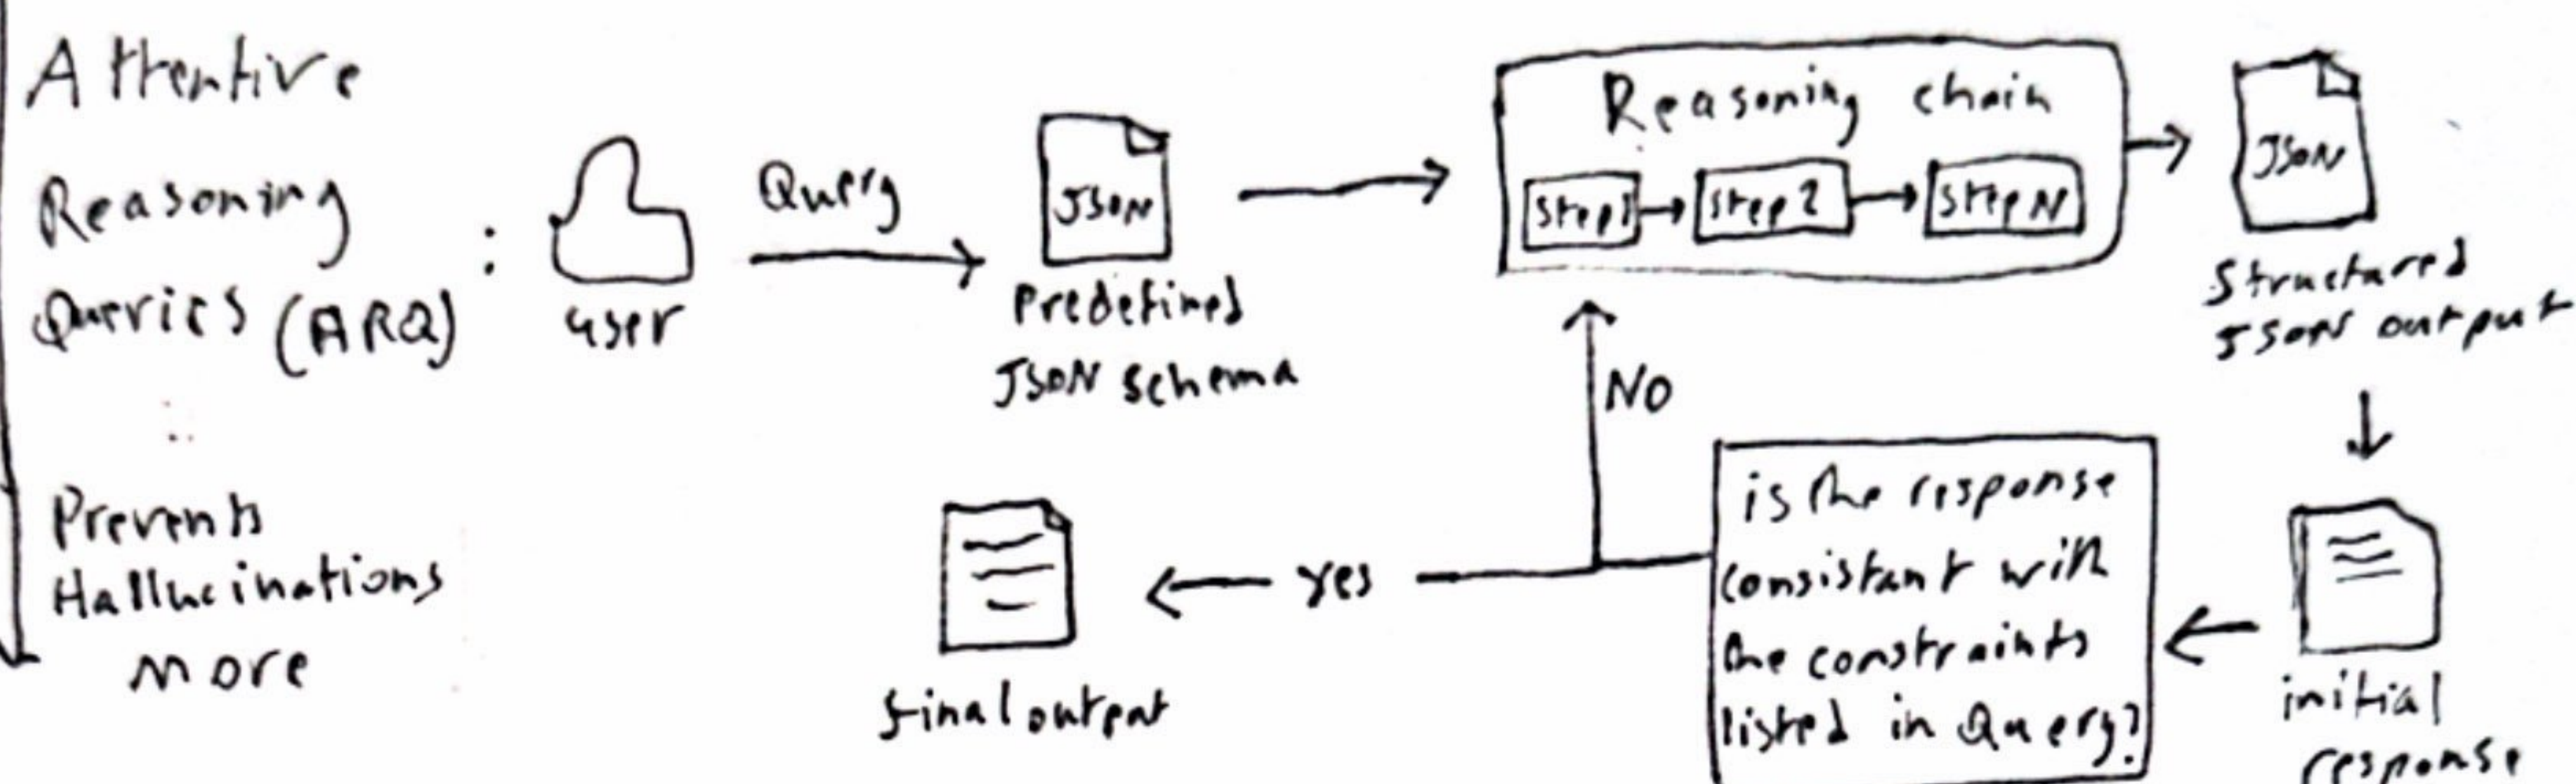 Attentive
Reasoning
Queries (ARQ) :
Prevents
Hallucinations
more
user
Query
JSON
Predefined
JSON schema
Reasoning chain
Step1
Step2
StepN
JSON
Structured
JSON output
initial
response
is the response
consistant with
the constraints
listed in Query?
NO
yes
final output